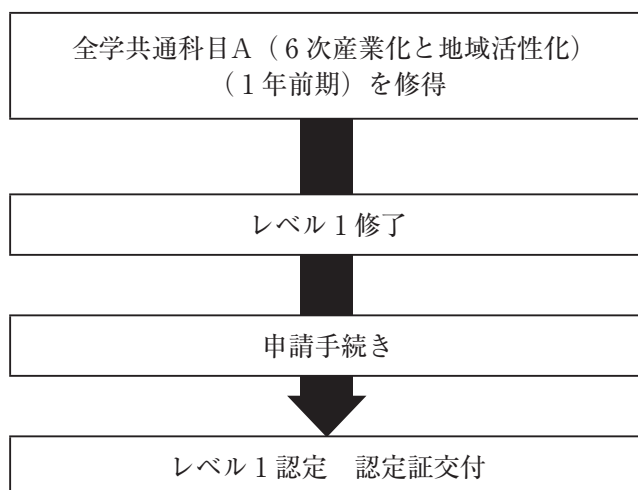 全学共通科目A（６次産業化と地域活性化）
（１年前期）を修得
レベル１修了
申請手続き
レベル１認定　認定証交付